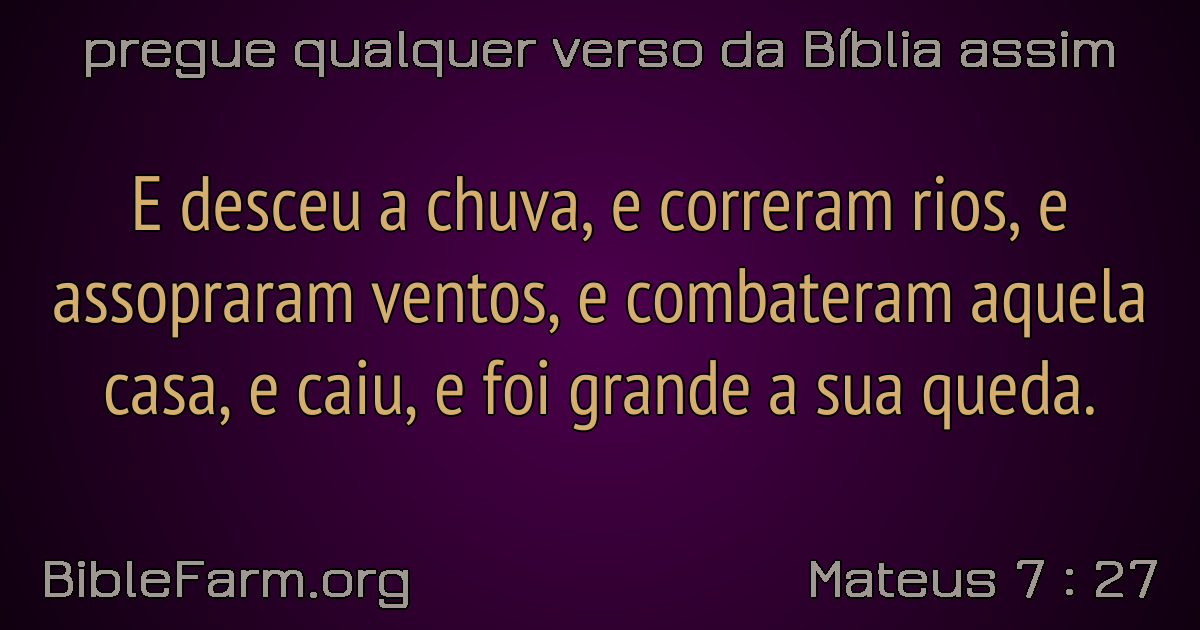 pregue qualquer verso da Bíblia assim
E desceu a chuva, e correram rios, e
assopraram ventos, e combateram aquela
casa, e caiu, e foi grande a sua queda.
BibleFarm.org
Mateus 7 : 27